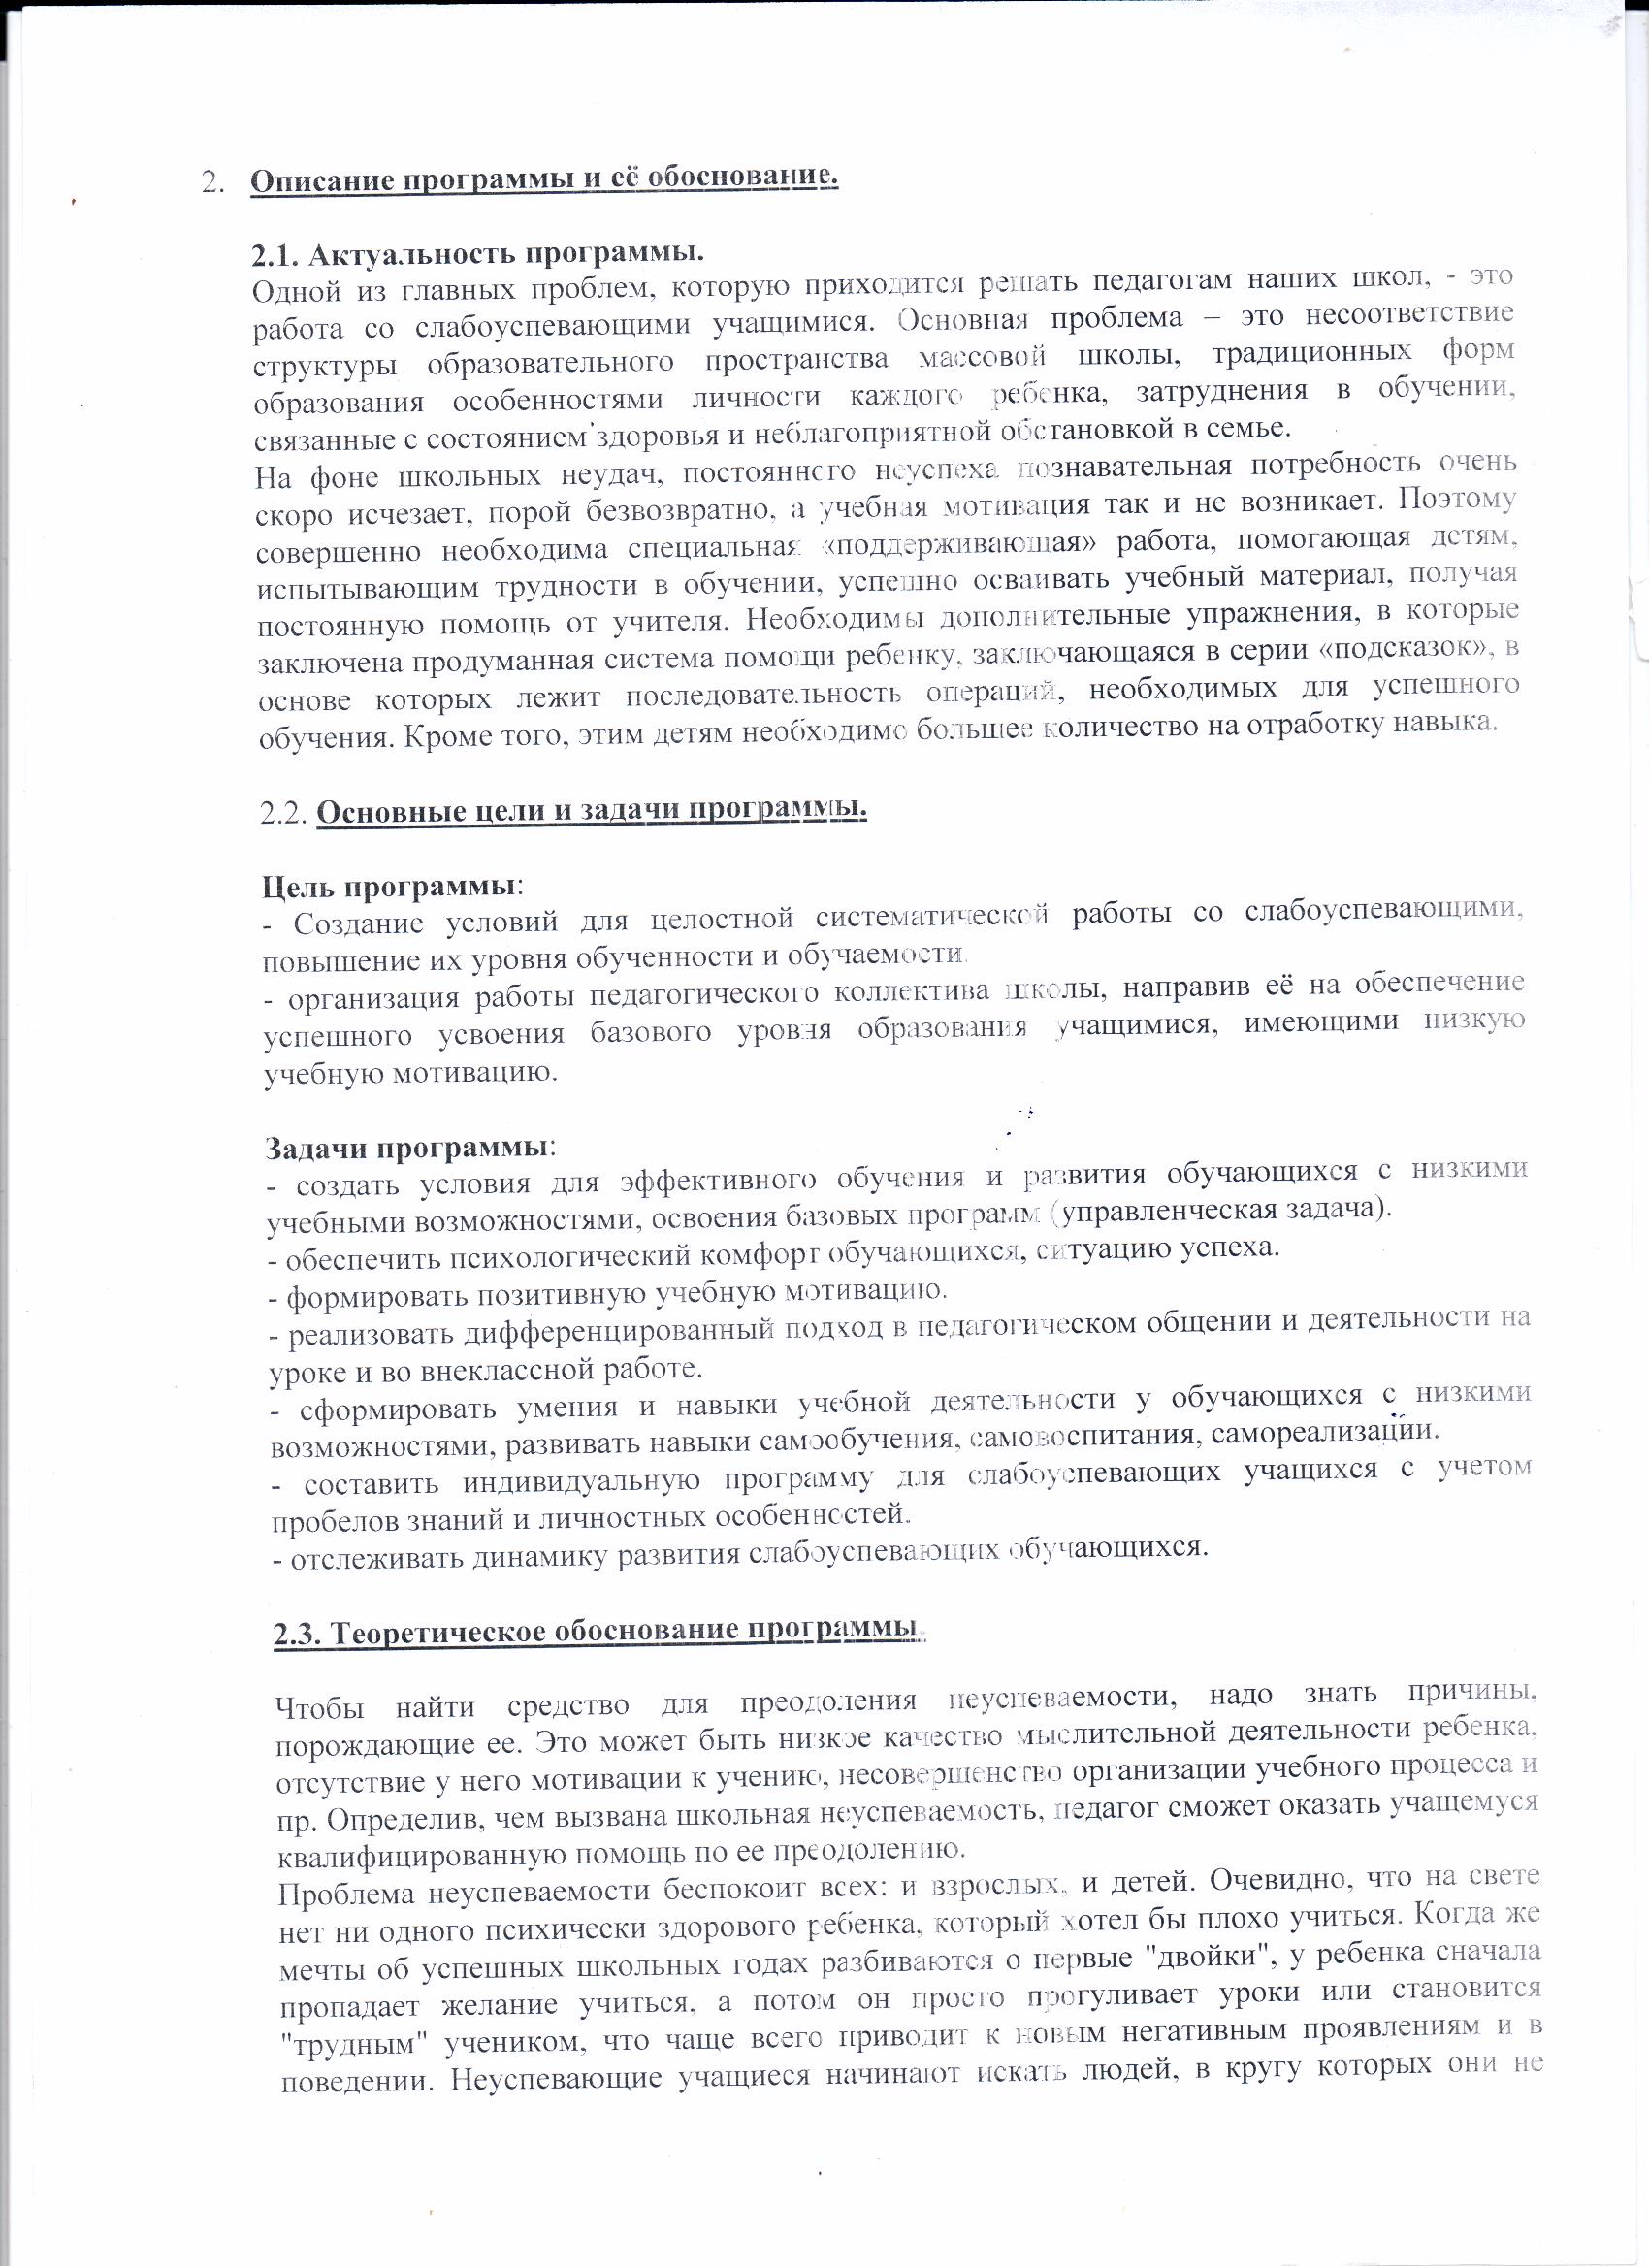 2. Описание программы и её обоснование.
2.1. Актуальность программы.
Одной из главных проблем, которую приходится решать педагогам наших школ, - это
работа со слабоуспевающими учащимися. Основная проблема – это несоответствие
структуры образовательного пространства массовой школы, традиционных форм
образования особенностями личности каждого ребенка, затруднения в обучении,
связанные с состоянием здоровья и неблагоприятной обстановкой в семье.
На фоне школьных неудач, постоянного неуспеха познавательная потребность очень
скоро исчезает, порой безвозвратно, а учебная мотивация так и не возникает. Поэтому
совершенно необходима специальная «поддерживающая» работа, помогающая детям,
испытывающим трудности в обучении, успешно осваивать учебный материал, получая
постоянную помощь от учителя. Необходимы дополнительные упражнения, в которые
заключена продуманная система помощи ребенку, заключающаяся в серии «подсказок», в
основе которых лежит последовательность операций, необходимых для успешного
обучения. Кроме того, этим детям необходимо большее количество на отработку навыка.
2.2. Основные цели и задачи программы.
Цель программы:
- Создание условий для целостной систематической работы со слабоуспевающими,
повышение их уровня обученности и обучаемости.
- организация работы педагогического коллектива школы, направив её на обеспечение
успешного усвоения базового уровня образования учащимися, имеющими низкую
учебную мотивацию.
Задачи программы:
- создать условия для эффективного обучения и развития обучающихся с низкими
учебными возможностями, освоения базовых программ (управленческая задача).
- обеспечить психологический комфорт обучающихся, ситуацию успеха.
- формировать позитивную учебную мотивацию.
- реализовать дифференцированный подход в педагогическом общении и деятельности на
уроке и во внеклассной работе.
- сформировать умения и навыки учебной деятельности у обучающихся с низкими
возможностями, развивать навыки самообучения, самовоспитания, самореализации.
- составить индивидуальную программу для слабоуспевающих учащихся с учетом
пробелов знаний и личностных особенностей.
- отслеживать динамику развития слабоуспевающих обучающихся.
2.3. Теоретическое обоснование программы.
Чтобы найти средство для преодоления неуспеваемости, надо знать причины,
порождающие ее. Это может быть низкое качество мыслительной деятельности ребенка,
отсутствие у него мотивации к учению, несовершенство организации учебного процесса и
пр. Определив, чем вызвана школьная неуспеваемость, педагог сможет оказать учащемуся
квалифицированную помощь по ее преодолению.
Проблема неуспеваемости беспокоит всех: и взрослых, и детей. Очевидно, что на свете
нет ни одного психически здорового ребенка, который хотел бы плохо учиться. Когда же
мечты об успешных школьных годах разбиваются о первые "двойки", у ребенка сначала
пропадает желание учиться, а потом он просто прогуливает уроки или становится
"трудным" учеником, что чаще всего приводит к новым негативным проявлениям и в
поведении. Неуспевающие учащиеся начинают искать людей, в кругу которых они не